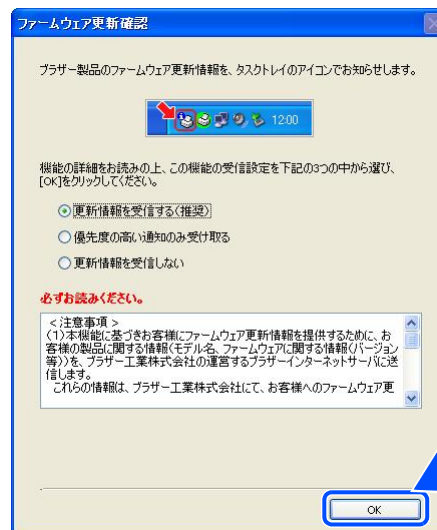 ファームウェア更新確認
ブラザー製品のファームウェア更新情報を、タスクトレイのアイコンでお知らせします。
12:00
機能の詳細をお読みの上、この機能の受信設定を下記の3つの中から選び、
[OK]をクリックしてください。
更新情報を受信する(推奨)
優先度の高い通知のみ受け取る
更新情報を受信しない
必ずお読みください。
<注意事項>
(1)本機能に基づきお客様にファームウェア更新情報を提供するために、お
客様の製品に関する情報(モデル名、ファームウェアに関する情報(バージョン
等))を、ブラザー工業株式会社の運営するブラザーインターネットサーバに送
信します。
これらの情報は、ブラザー工業株式会社にて、お客様へのファームウェア更
OK